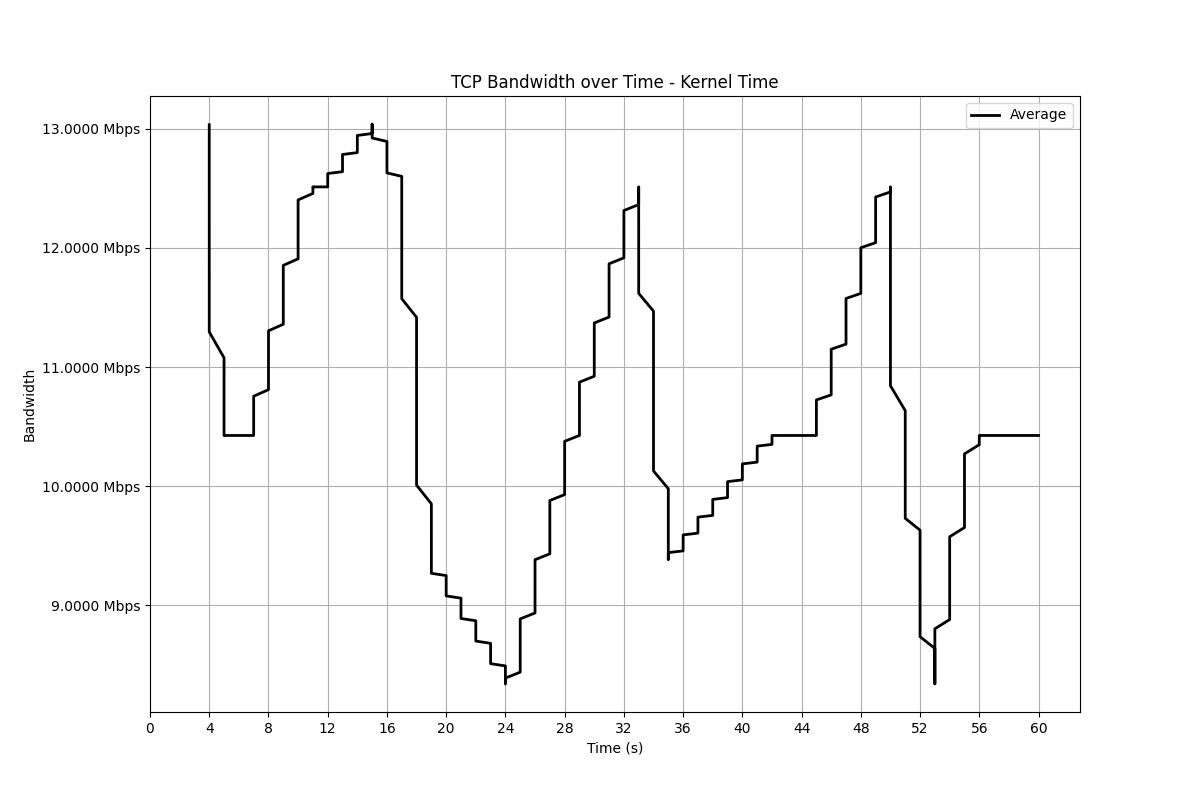 TCP Bandwidth over Time - Kernel Time
Average
13.0000 Mbps
12.0000 Mbps
11.0000 Mbps
10.0000 Mbps
9.0000 Mbps
Bandwidth
0 4 8 12 16 20 24 28 32 36 40 44 48 52 56 60
Time (s)